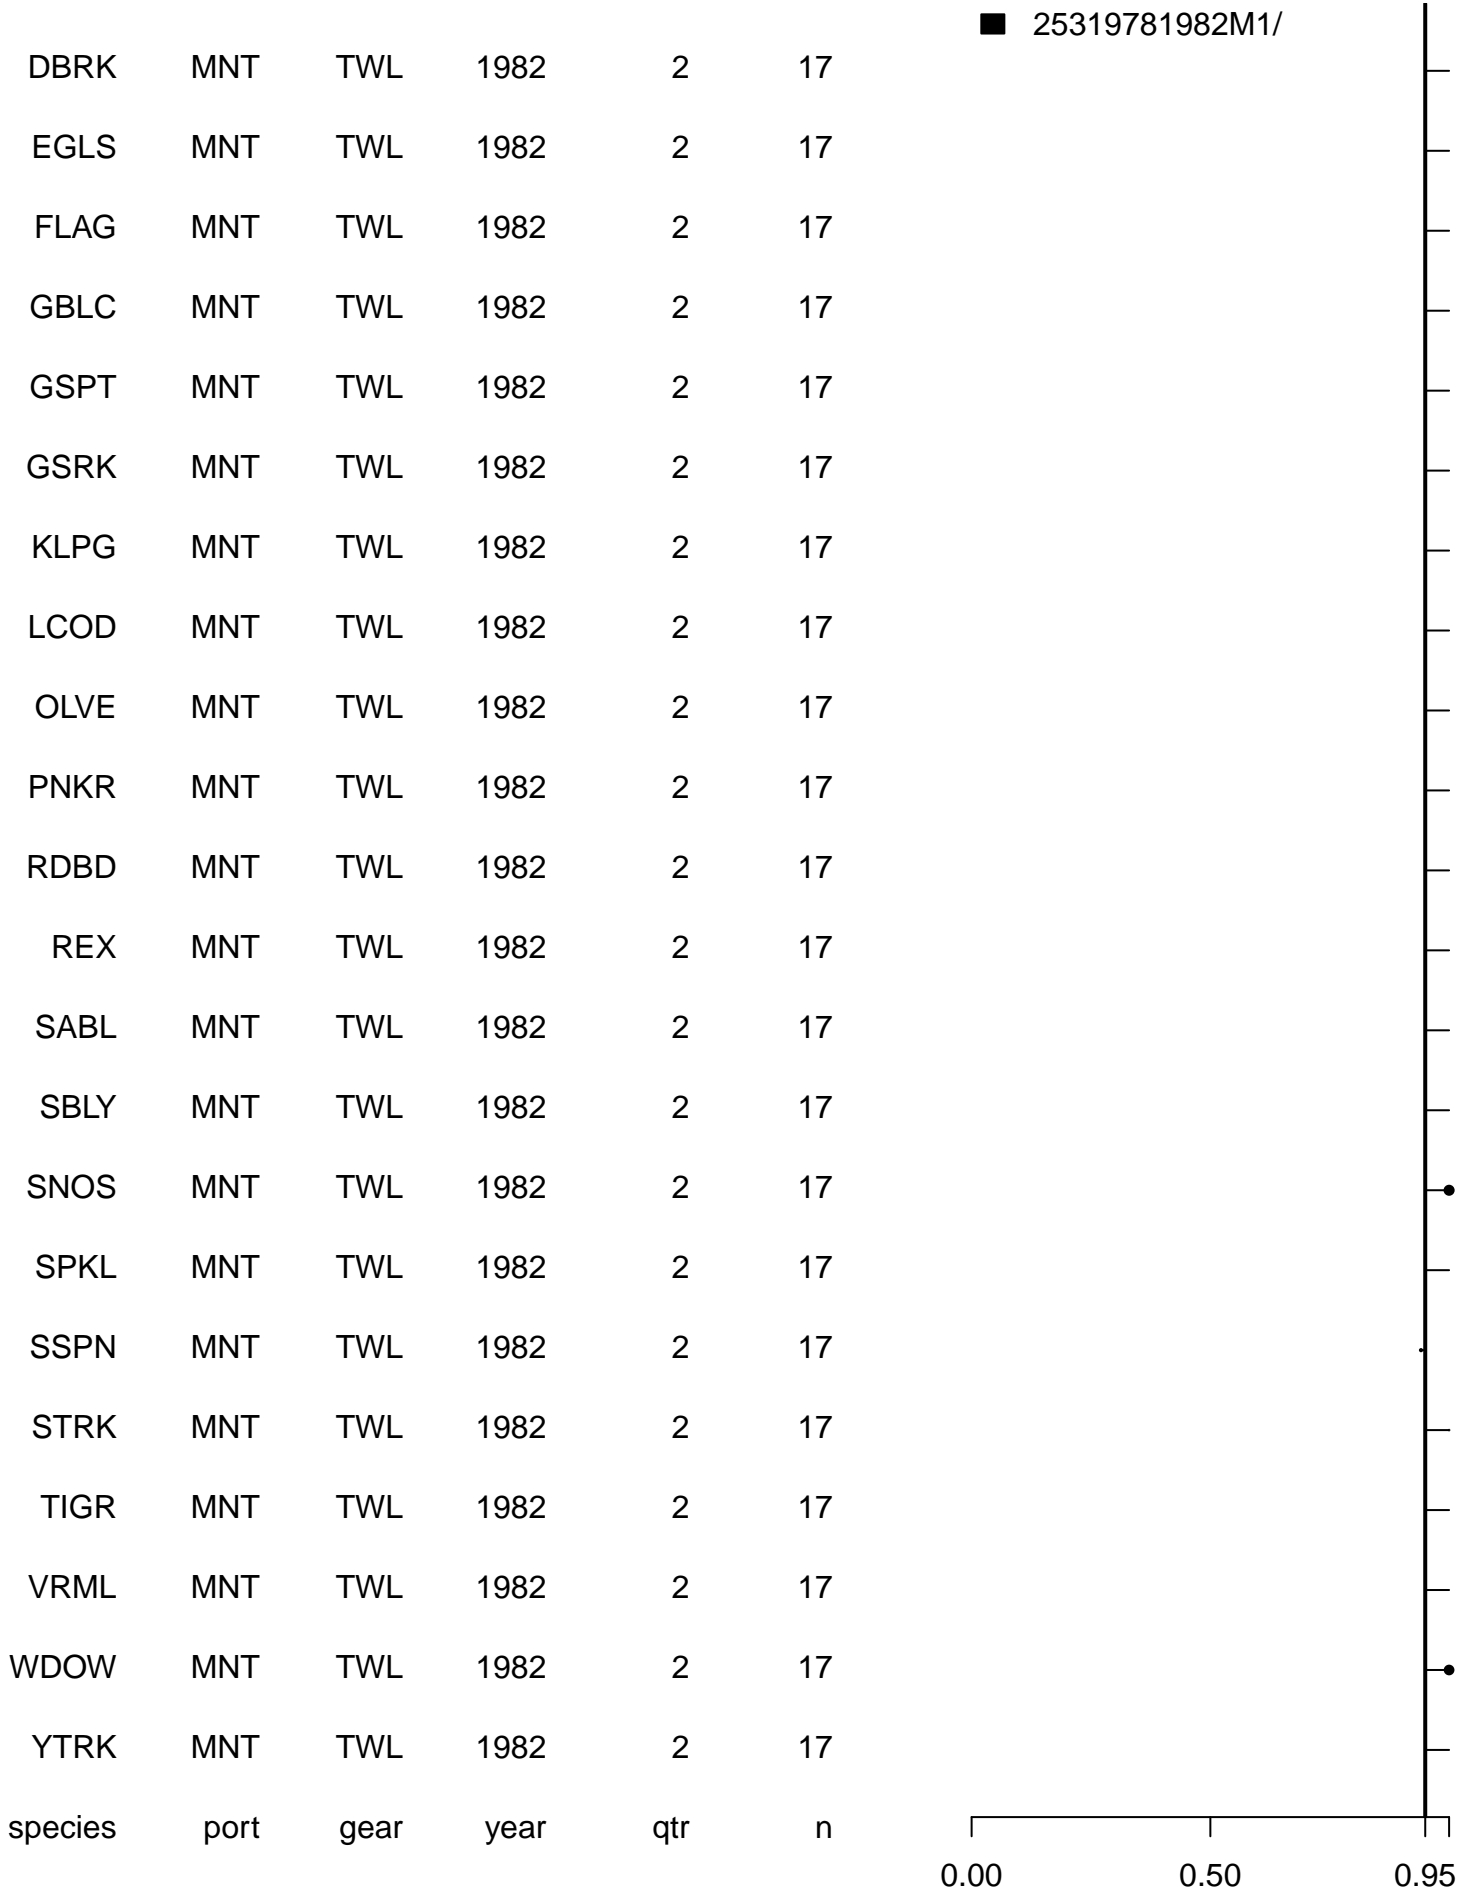 25319781982M1/
DBRK MNT TWL 1982 2 17
EGLS MNT TWL 1982 2 17
FLAG MNT TWL 1982 2 17
GBLC MNT TWL 1982 2 17
GSPT MNT TWL 1982 2 17
GSRK MNT TWL 1982 2 17
KLPG MNT TWL 1982 2 17
LCOD MNT TWL 1982 2 17
OLVE MNT TWL 1982 2 17
PNKR MNT TWL 1982 2 17
RDBD MNT TWL 1982 2 17
REX MNT TWL 1982 2 17
SABL MNT TWL 1982 2 17
SBLY MNT TWL 1982 2 17
SNOS MNT TWL 1982 2 17
SPKL MNT TWL 1982 2 17
SSPN MNT TWL 1982 2 17
STRK MNT TWL 1982 2 17
TIGR MNT TWL 1982 2 17
VRML MNT TWL 1982 2 17
WDOW MNT TWL 1982 2 17
YTRK MNT TWL 1982 2 17
species port gear year qtr n
0.00 0.50 0.95